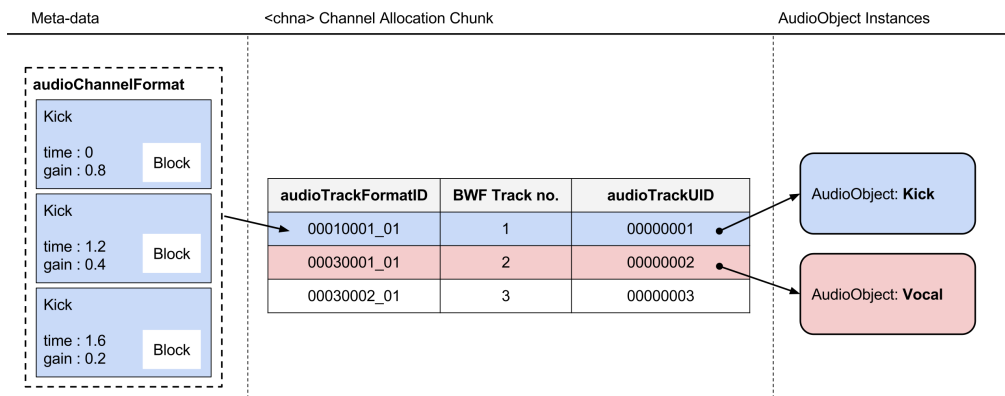 Meta-data
<chna> Channel Allocation Chunk
AudioObject Instances
audioChannelFormat
Kick
time : 0
gain : 0.8
Block
Kick
time : 1.2
gain : 0.4
Block
Kick
time : 1.6
gain : 0.2
Block
audioTrackFormatID BWF Track no. audioTrackUID
00010001_01 1 00000001
00030001_01 2 00000002
00030002_01 3 00000003
AudioObject: Kick
AudioObject: Vocal